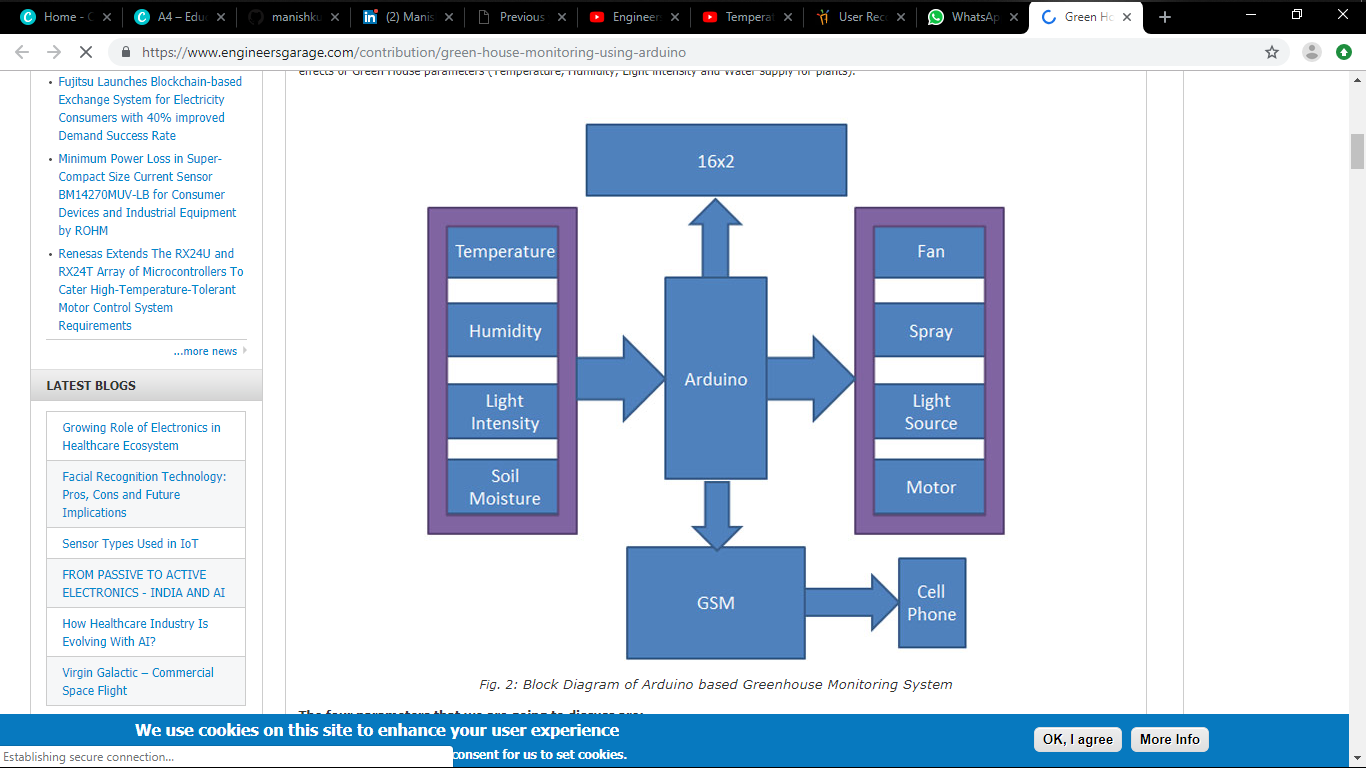 Home - C
A4 – Edu
manishku
(2) Manis
Previous
Engineer
Temperat
User Rec
WhatsAp
Green Ho
https://www.engineersgarage.com/contribution/green-house-monitoring-using-arduino
effects of Green House parameters (Temperature, Humidity, Light intensity and Water supply for plants).
Fujitsu Launches Blockchain-based
Exchange System for Electricity
Consumers with 40% improved
Demand Success Rate
Minimum Power Loss in Super-
Compact Size Current Sensor
BM14270MUV-LB for Consumer
Devices and Industrial Equipment
by ROHM
Renesas Extends The RX24U and
RX24T Array of Microcontrollers To
Cater High-Temperature-Tolerant
Motor Control System
Requirements
...more news
LATEST BLOGS
Growing Role of Electronics in
Healthcare Ecosystem
Facial Recognition Technology:
Pros, Cons and Future
Implications
Sensor Types Used in IoT
FROM PASSIVE TO ACTIVE
ELECTRONICS - INDIA AND AI
How Healthcare Industry Is
Evolving With AI?
Virgin Galactic – Commercial
Space Flight
16x2
Temperature
Humidity
Light
Intensity
Soil
Moisture
Arduino
Fan
Spray
Light
Source
Motor
GSM
Cell
Phone
Fig. 2: Block Diagram of Arduino based Greenhouse Monitoring System
The four parameters that we are going to discuss are:
We use cookies on this site to enhance your user experience
consent for us to set cookies.
OK, I agree
More Info
Establishing secure connection...